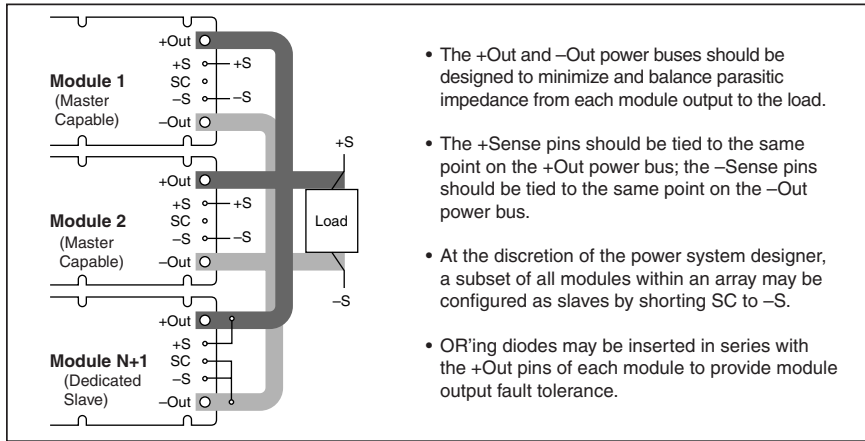 +Out
+S
+S
Module 1
SC
(Master
Capable)
–S
–S
–Out
+Out
+S
+S
Module 2
SC
(Master
Capable)
–S
–S
–Out
+Out
+S
Module N+1
SC
(Dedicated
Slave)
–S
–Out
+S
Load
–S
• The +Out and –Out power buses should be
designed to minimize and balance parasitic
impedance from each module output to the load.
• The +Sense pins should be tied to the same
point on the +Out power bus; the –Sense pins
should be tied to the same point on the –Out
power bus.
• At the discretion of the power system designer,
a subset of all modules within an array may be
configured as slaves by shorting SC to –S.
• OR'ing diodes may be inserted in series with
the +Out pins of each module to provide module
output fault tolerance.